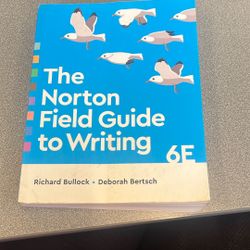 The
Norton
Field Guide
to Writing
6E
Richard Bullock • Deborah Bertsch